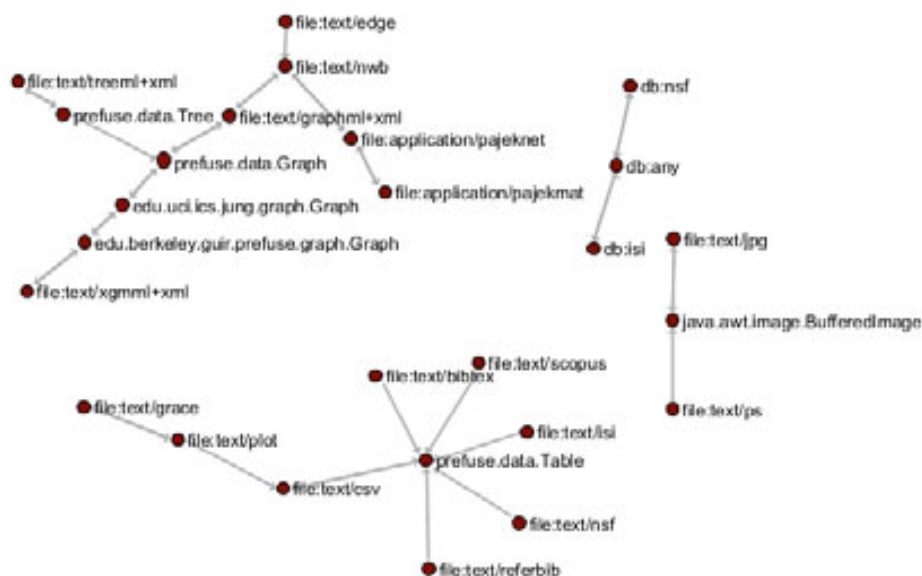 file:text/edge
file:text/nwb
file:text/treeml+xml
db:nsf
prefuse.data.Tree
file:text/graphml+xml
file:application/pajeknet
prefuse.data.Graph
db:any
file:application/pajekmat
edu.uci.ics.jung.graph.Graph
edu.berkeley.guir.prefuse.graph.Graph
db:isi
file:text/jpg
file:text/xgmml+xml
java.awt.image.BufferedImage
file:text/scopus
file:text/bibtex
file:text/grace
file:text/ps
file:text/isi
file:text/plot
prefuse.data.Table
file:text/csv
file:text/nsf
file:text/referbib